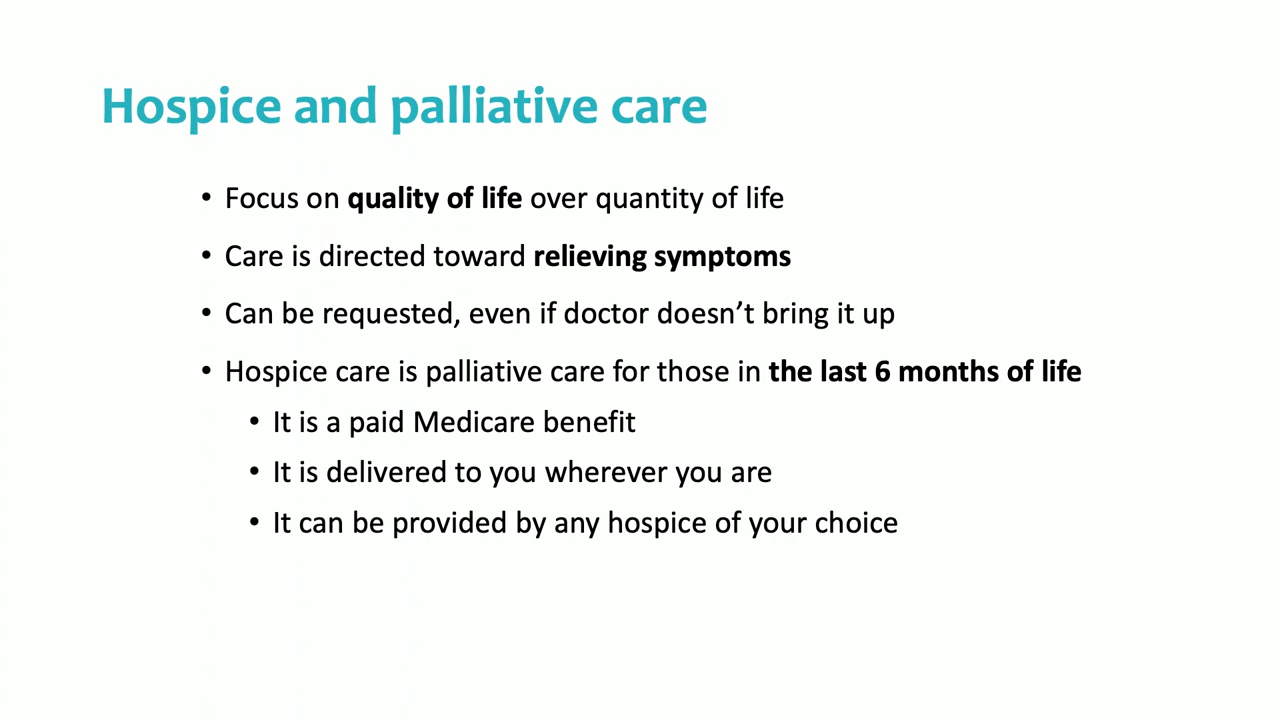 Hospice and palliative care
• Focus on quality of life over quantity of life
• Care is directed toward relieving symptoms
• Can be requested, even if doctor doesn’t bring it up
• Hospice care is palliative care for those in the last 6 months of life
• It is a paid Medicare benefit
• It is delivered to you wherever you are
• It can be provided by any hospice of your choice